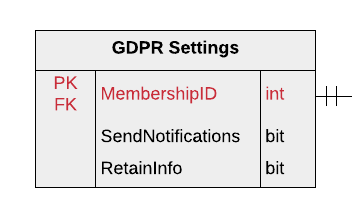 GDPR Settings
PK
FK
MembershipID int
SendNotifications bit
RetainInfo bit